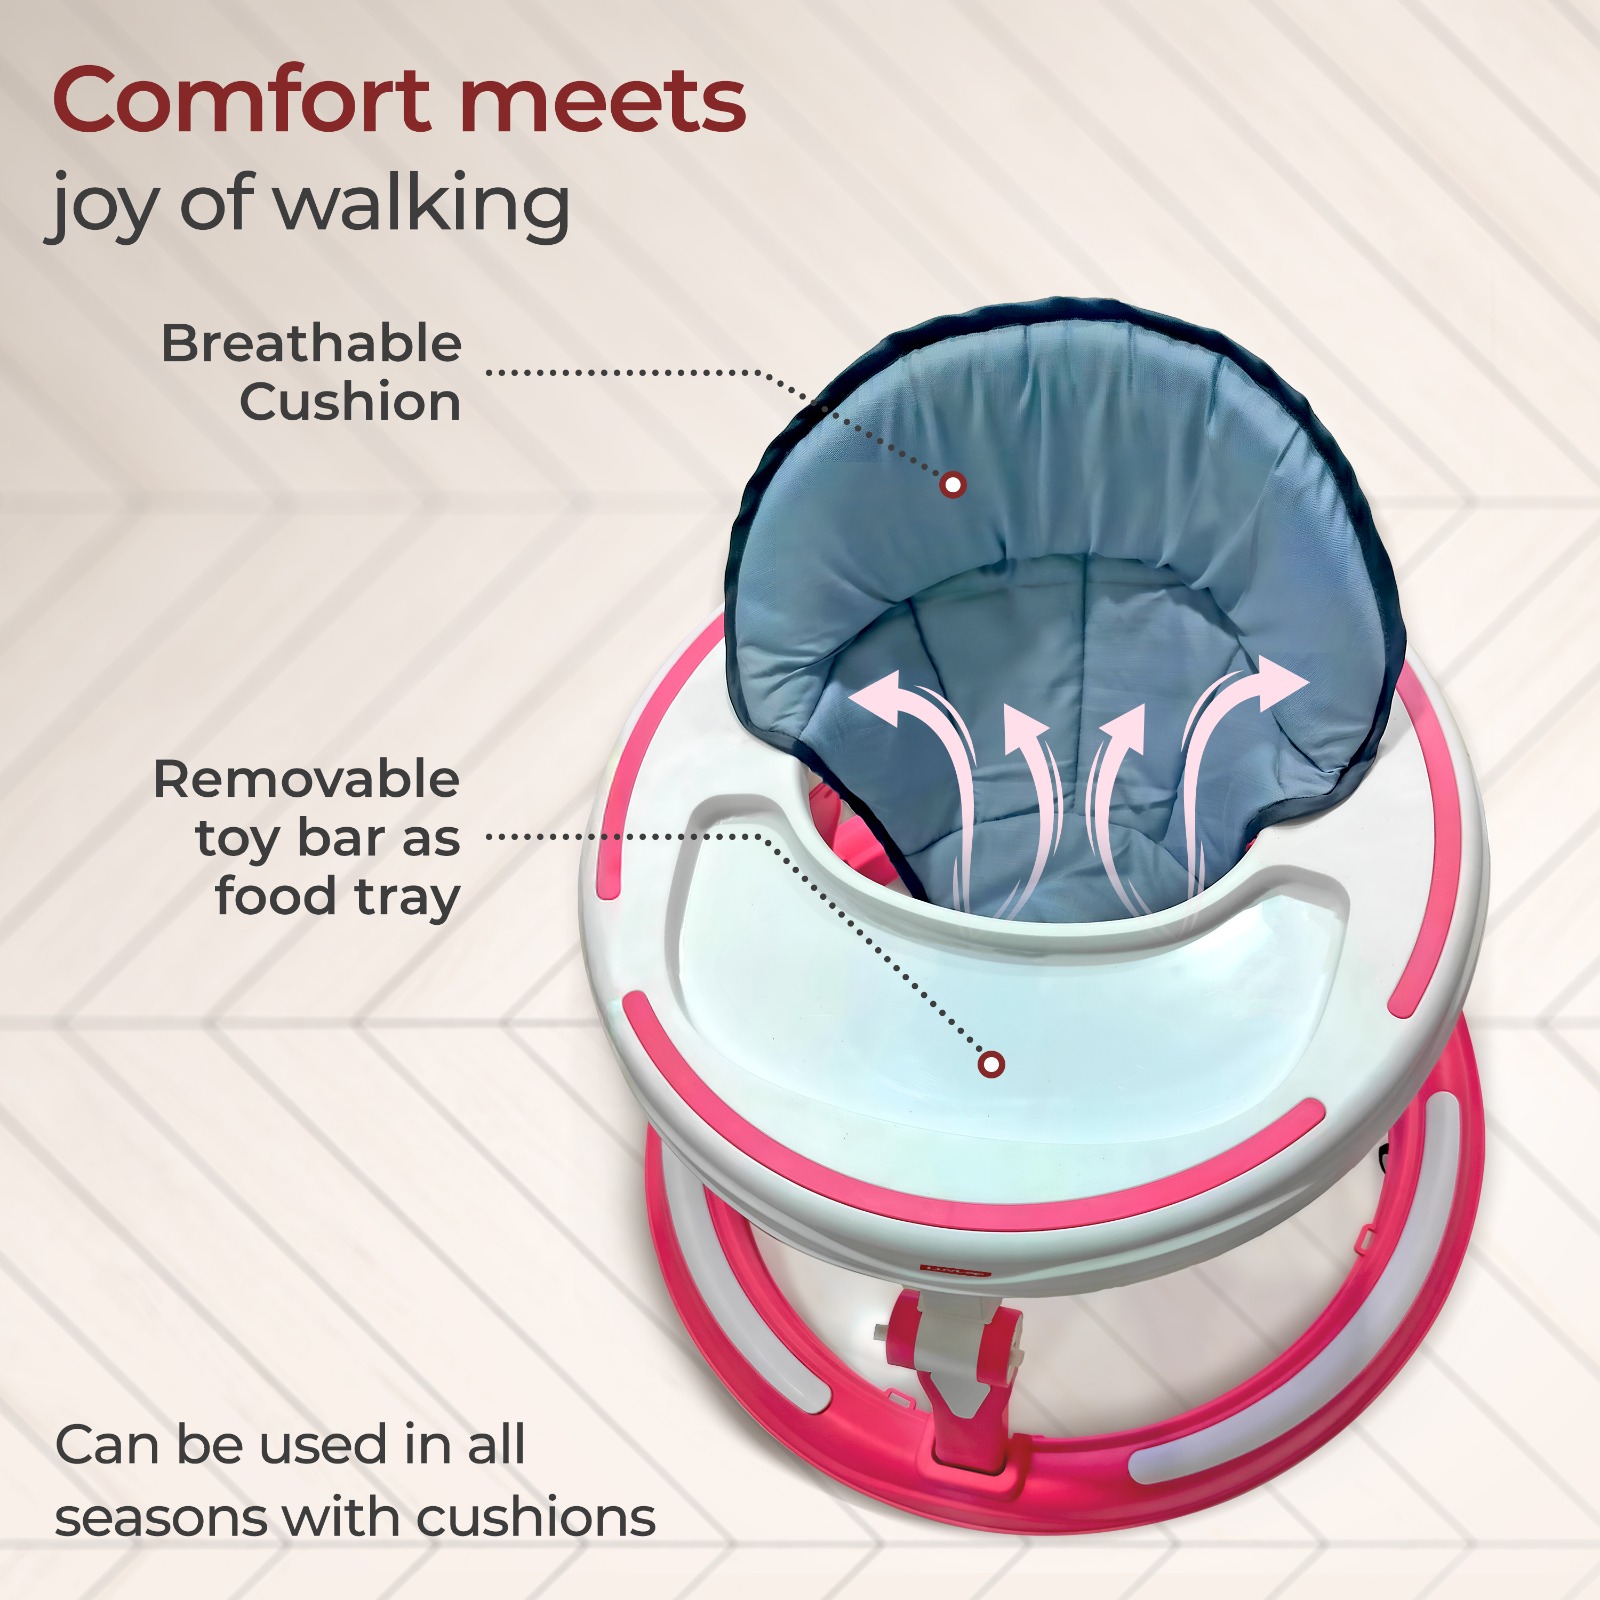 Comfort meets
joy of walking
Breathable
Cushion
Removable
toy bar as
food tray
LuvLap
Can be used in all
seasons with cushions